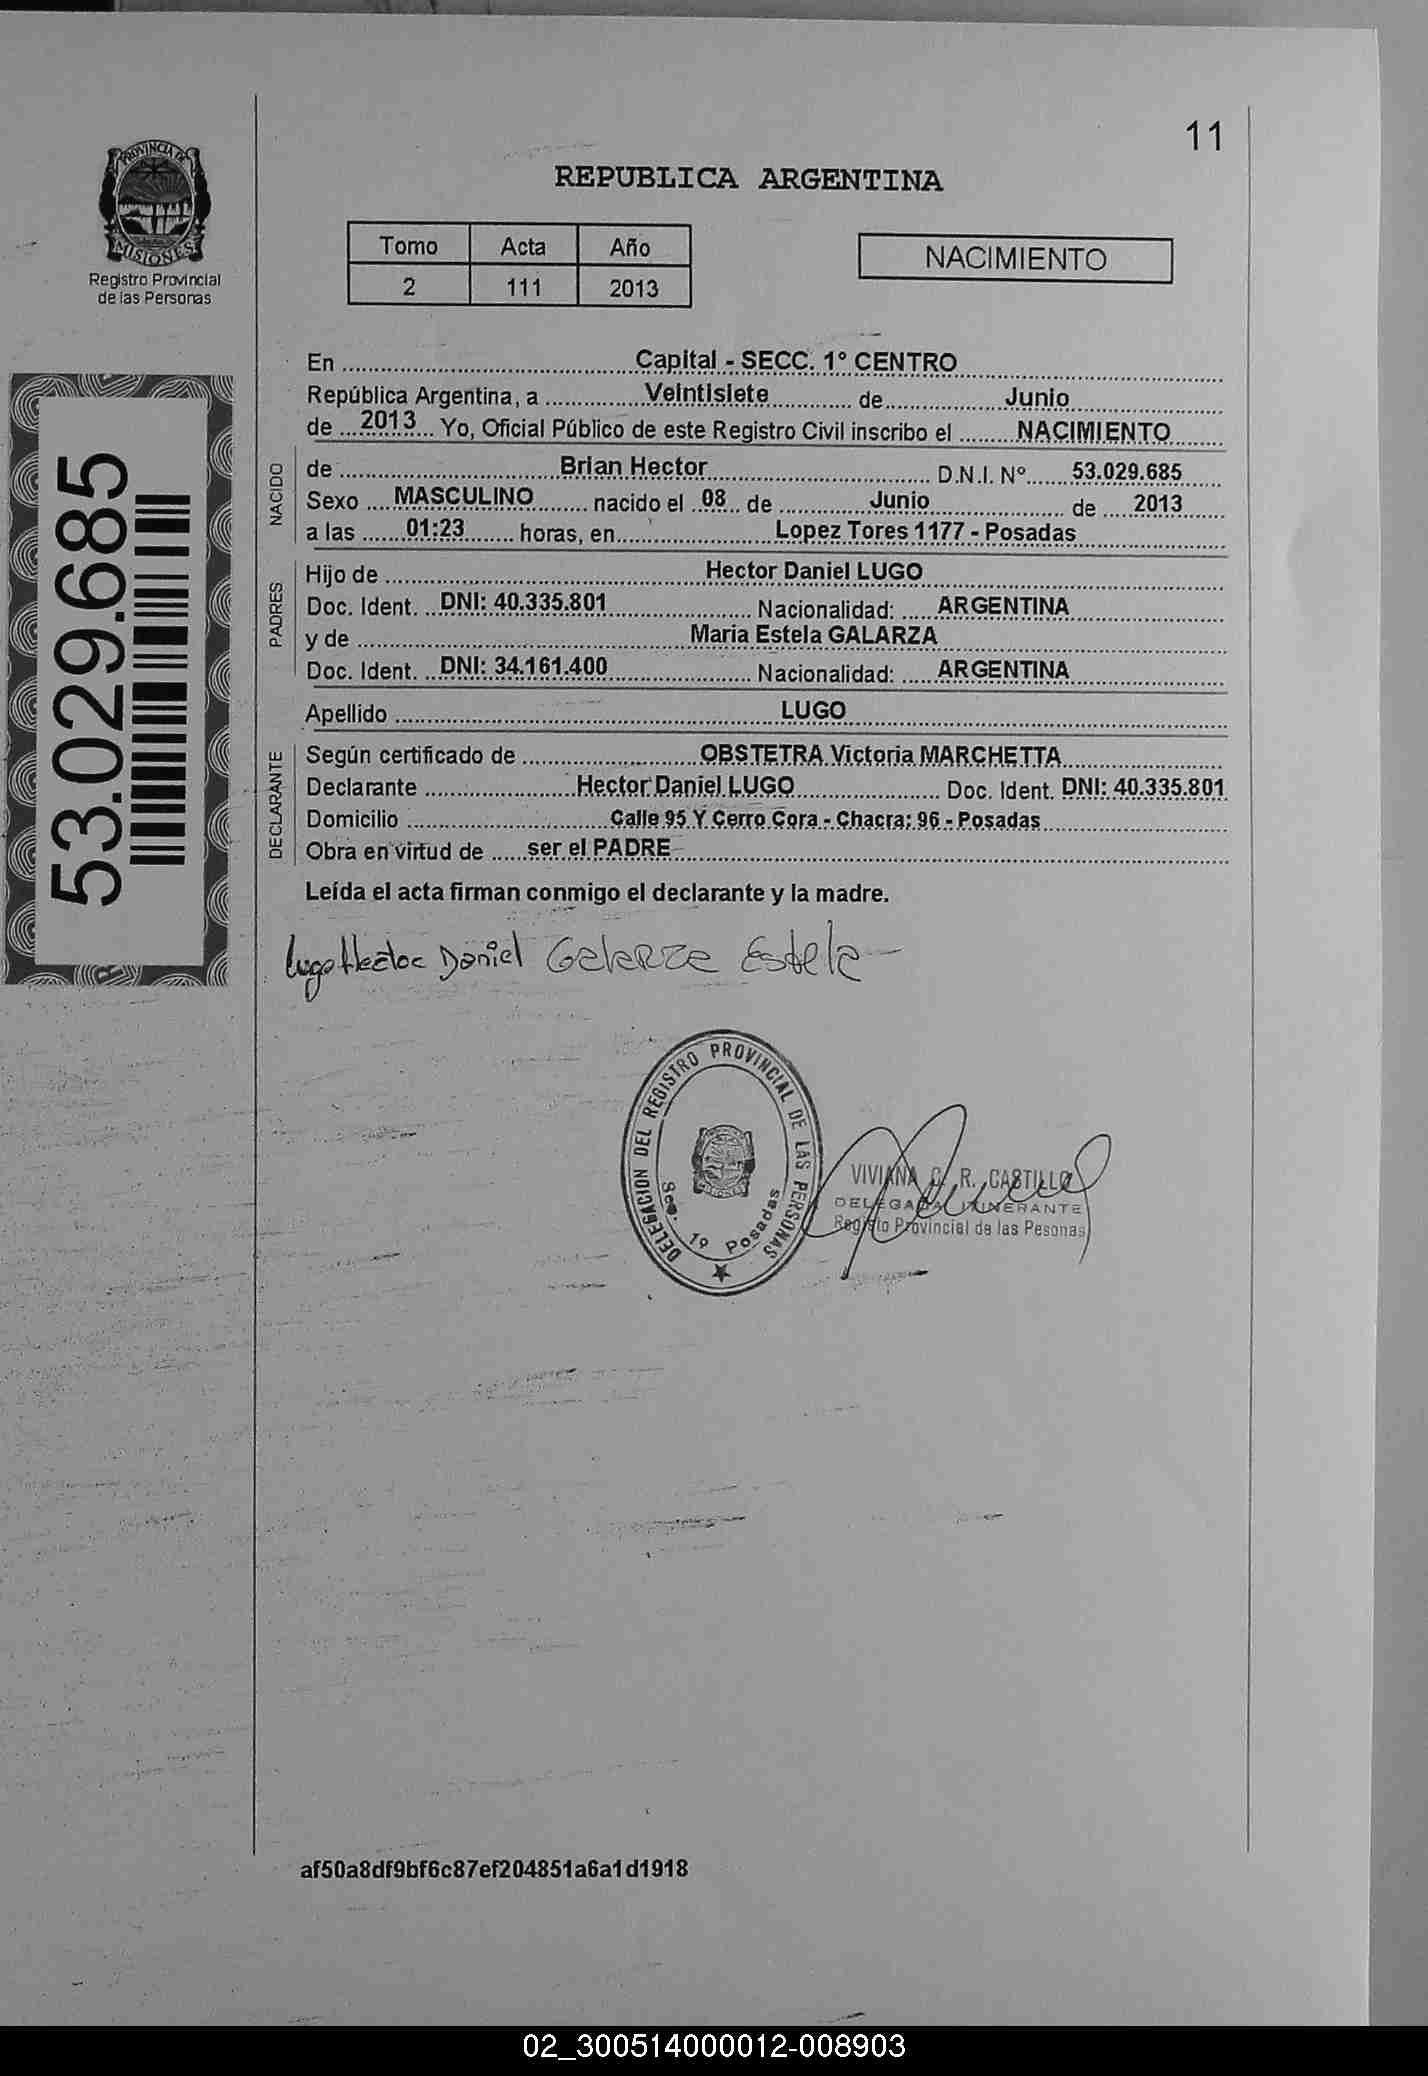 11
PROVINCIA DE
MISIONES
Registro Provincial
de las Personas
REPUBLICA ARGENTINA
Tomo Acta Año
2 111 2013
NACIMIENTO
53.029.685
En Capital - SECC. 1° CENTRO
República Argentina, a Veintisiete de Junio
de 2013 Yo, Oficial Público de este Registro Civil inscribo el NACIMIENTO
NACIDO
de Brian Hector D.N.I. Nº 53.029.685
Sexo MASCULINO nacido el 08 de Junio de 2013
a las 01:23 horas, en Lopez Tores 1177 - Posadas
PADRES
Hijo de Hector Daniel LUGO
Doc. Ident. DNI: 40.335.801 Nacionalidad: ARGENTINA
y de Maria Estela GALARZA
Doc. Ident. DNI: 34.161.400 Nacionalidad: ARGENTINA
Apellido LUGO
DECLARANTE
Según certificado de OBSTETRA Victoria MARCHETTA
Declarante Hector Daniel LUGO Doc. Ident. DNI: 40.335.801
Domicilio Calle 95 Y Cerro Cora - Chacra: 96 - Posadas
Obra en virtud de ser el PADRE
Leída el acta firman conmigo el declarante y la madre.
Lugo Hector Daniel Galarza Estela
DELEGACION DEL REGISTRO PROVINCIAL DE LAS PERSONAS
Sec. 1º Posadas
VIVIANA C. R. CASTILLO
DELEGADA ITINERANTE
Registo Provincial de las Pesonas
af50a8df9bf6c87ef204851a6a1d1918
02_300514000012-008903